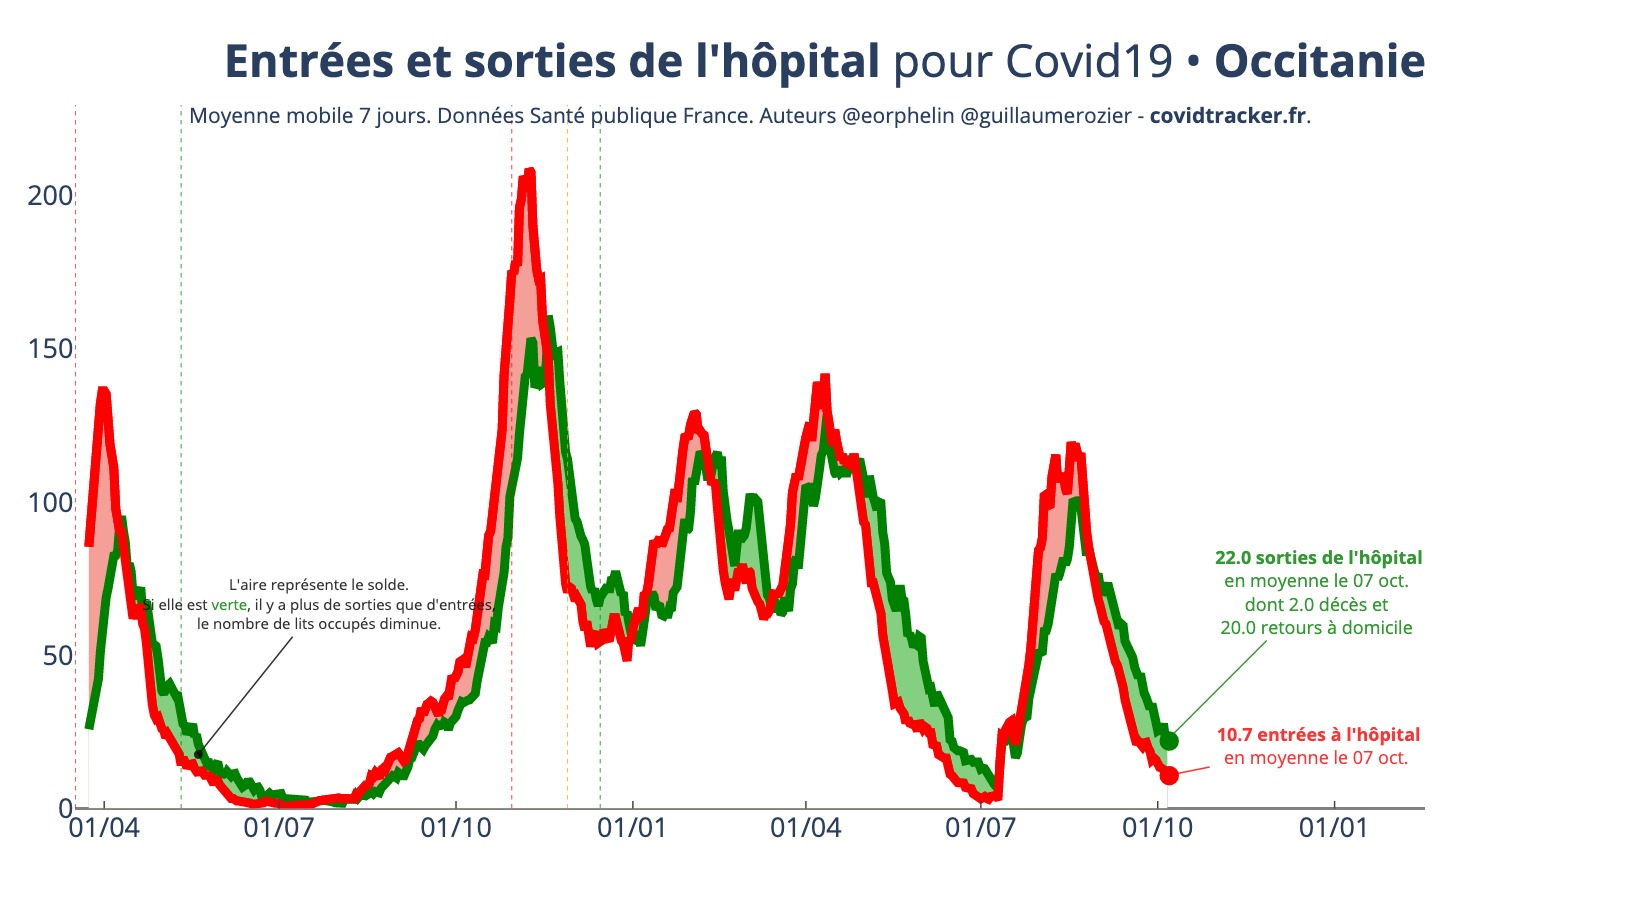 Entrées et sorties de l'hôpital pour Covid19 • Occitanie
Moyenne mobile 7 jours. Données Santé publique France. Auteurs @eorphelin @guillaumerozier - covidtracker.fr.
200
150
100
50
0
L'aire représente le solde.
Si elle est verte, il y a plus de sorties que d'entrées,
le nombre de lits occupés diminue.
22.0 sorties de l'hôpital
en moyenne le 07 oct.
dont 2.0 décès et
20.0 retours à domicile
10.7 entrées à l'hôpital
en moyenne le 07 oct.
01/04 01/07 01/10 01/01 01/04 01/07 01/10 01/01